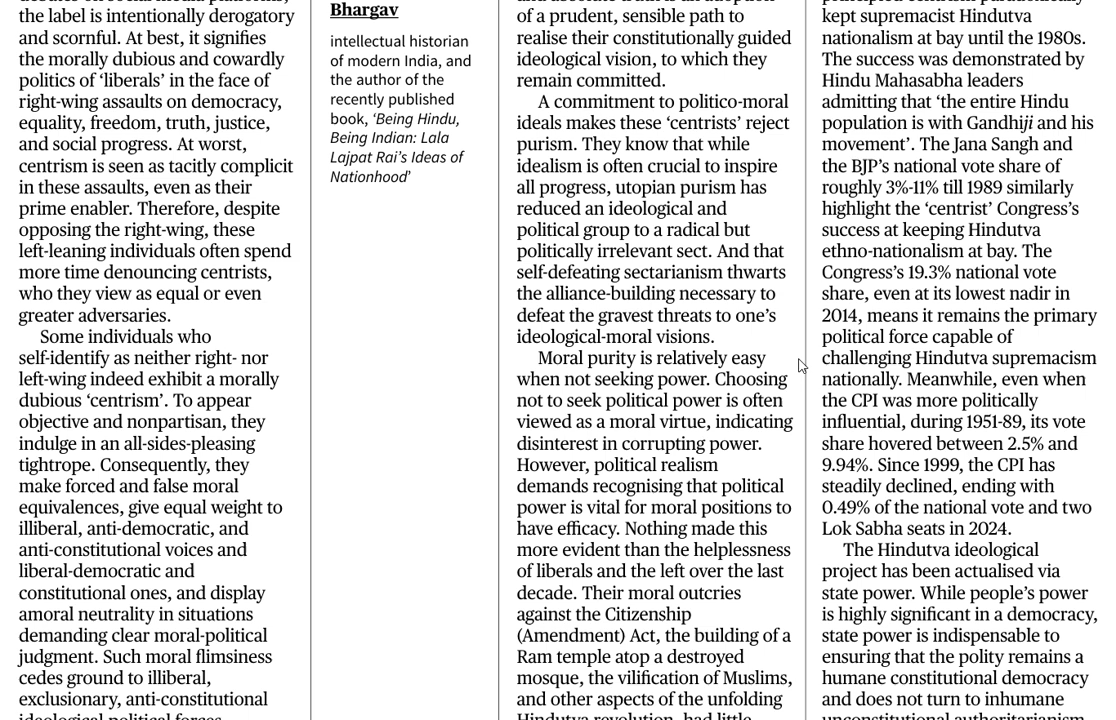 the label is intentionally derogatory
and scornful. At best, it signifies
the morally dubious and cowardly
politics of ‘liberals’ in the face of
right-wing assaults on democracy,
equality, freedom, truth, justice,
and social progress. At worst,
centrism is seen as tacitly complicit
in these assaults, even as their
prime enabler. Therefore, despite
opposing the right-wing, these
left-leaning individuals often spend
more time denouncing centrists,
who they view as equal or even
greater adversaries.
Some individuals who
self-identify as neither right- nor
left-wing indeed exhibit a morally
dubious ‘centrism’. To appear
objective and nonpartisan, they
indulge in an all-sides-pleasing
tightrope. Consequently, they
make forced and false moral
equivalences, give equal weight to
illiberal, anti-democratic, and
anti-constitutional voices and
liberal-democratic and
constitutional ones, and display
amoral neutrality in situations
demanding clear moral-political
judgment. Such moral flimsiness
cedes ground to illiberal,
exclusionary, anti-constitutional
ideological political forces
Bhargav
intellectual historian
of modern India, and
the author of the
recently published
book, ‘Being Hindu,
Being Indian: Lala
Lajpat Rai’s Ideas of
Nationhood’
of a prudent, sensible path to
realise their constitutionally guided
ideological vision, to which they
remain committed.
A commitment to politico-moral
ideals makes these ‘centrists’ reject
purism. They know that while
idealism is often crucial to inspire
all progress, utopian purism has
reduced an ideological and
political group to a radical but
politically irrelevant sect. And that
self-defeating sectarianism thwarts
the alliance-building necessary to
defeat the gravest threats to one’s
ideological-moral visions.
Moral purity is relatively easy
when not seeking power. Choosing
not to seek political power is often
viewed as a moral virtue, indicating
disinterest in corrupting power.
However, political realism
demands recognising that political
power is vital for moral positions to
have efficacy. Nothing made this
more evident than the helplessness
of liberals and the left over the last
decade. Their moral outcries
against the Citizenship
(Amendment) Act, the building of a
Ram temple atop a destroyed
mosque, the vilification of Muslims,
and other aspects of the unfolding
Hindutva revolution, had little
kept supremacist Hindutva
nationalism at bay until the 1980s.
The success was demonstrated by
Hindu Mahasabha leaders
admitting that ‘the entire Hindu
population is with Gandhiji and his
movement’. The Jana Sangh and
the BJP’s national vote share of
roughly 3%-11% till 1989 similarly
highlight the ‘centrist’ Congress’s
success at keeping Hindutva
ethno-nationalism at bay. The
Congress’s 19.3% national vote
share, even at its lowest nadir in
2014, means it remains the primary
political force capable of
challenging Hindutva supremacism
nationally. Meanwhile, even when
the CPI was more politically
influential, during 1951-89, its vote
share hovered between 2.5% and
9.94%. Since 1999, the CPI has
steadily declined, ending with
0.49% of the national vote and two
Lok Sabha seats in 2024.
The Hindutva ideological
project has been actualised via
state power. While people’s power
is highly significant in a democracy,
state power is indispensable to
ensuring that the polity remains a
humane constitutional democracy
and does not turn to inhumane
unconstitutional authoritarianism